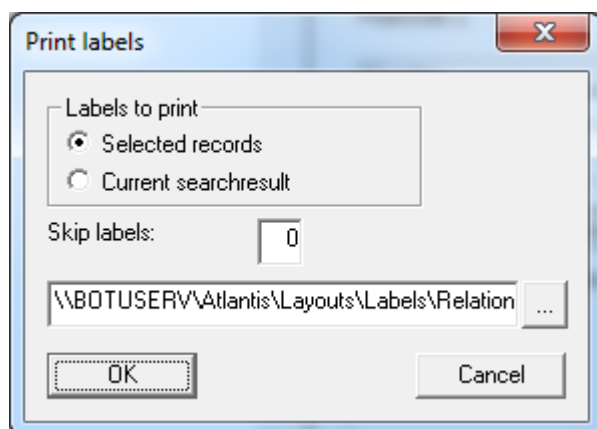 Print labels
Labels to print
Selected records
Current searchresult
Skip labels: 0
\\BOTUSERV\Atlantis\Layouts\Labels\Relation ...
OK Cancel